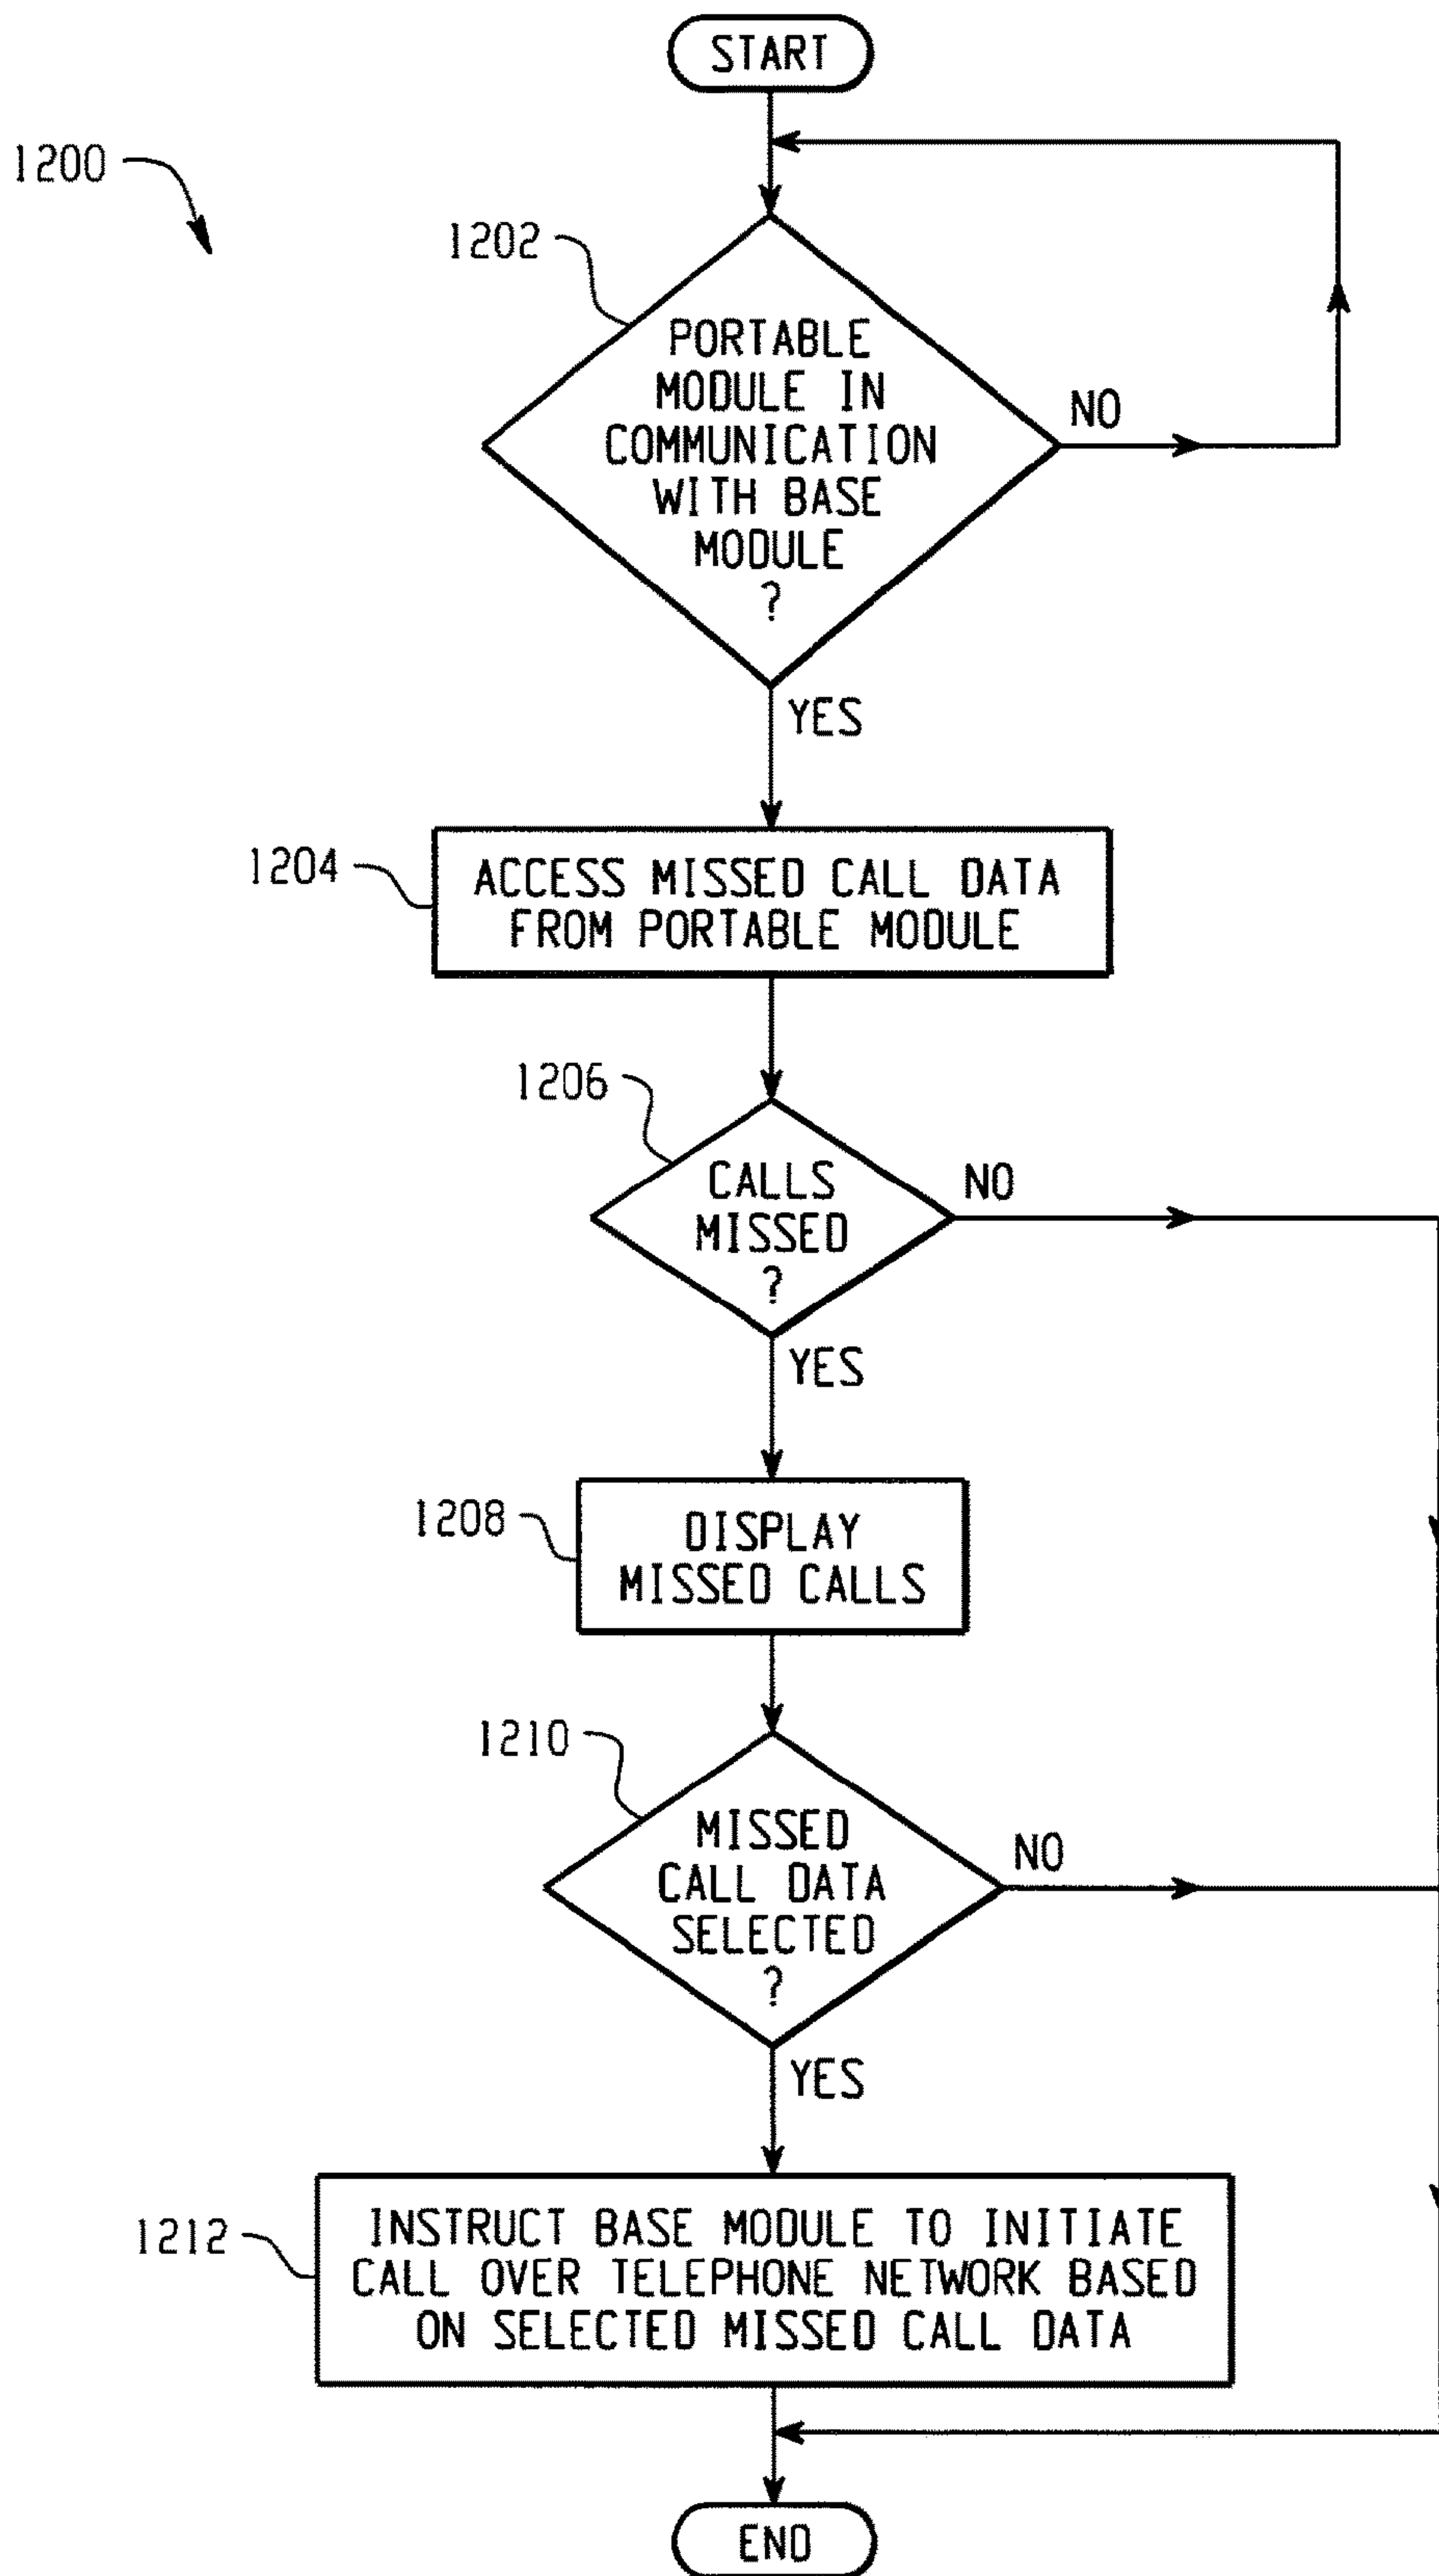 START
1200
1202
PORTABLE
MODULE IN
COMMUNICATION
WITH BASE
MODULE
?
NO
YES
1204
ACCESS MISSED CALL DATA
FROM PORTABLE MODULE
1206
CALLS
MISSED
?
NO
YES
1208
DISPLAY
MISSED CALLS
1210
MISSED
CALL DATA
SELECTED
?
NO
YES
1212
INSTRUCT BASE MODULE TO INITIATE
CALL OVER TELEPHONE NETWORK BASED
ON SELECTED MISSED CALL DATA
END